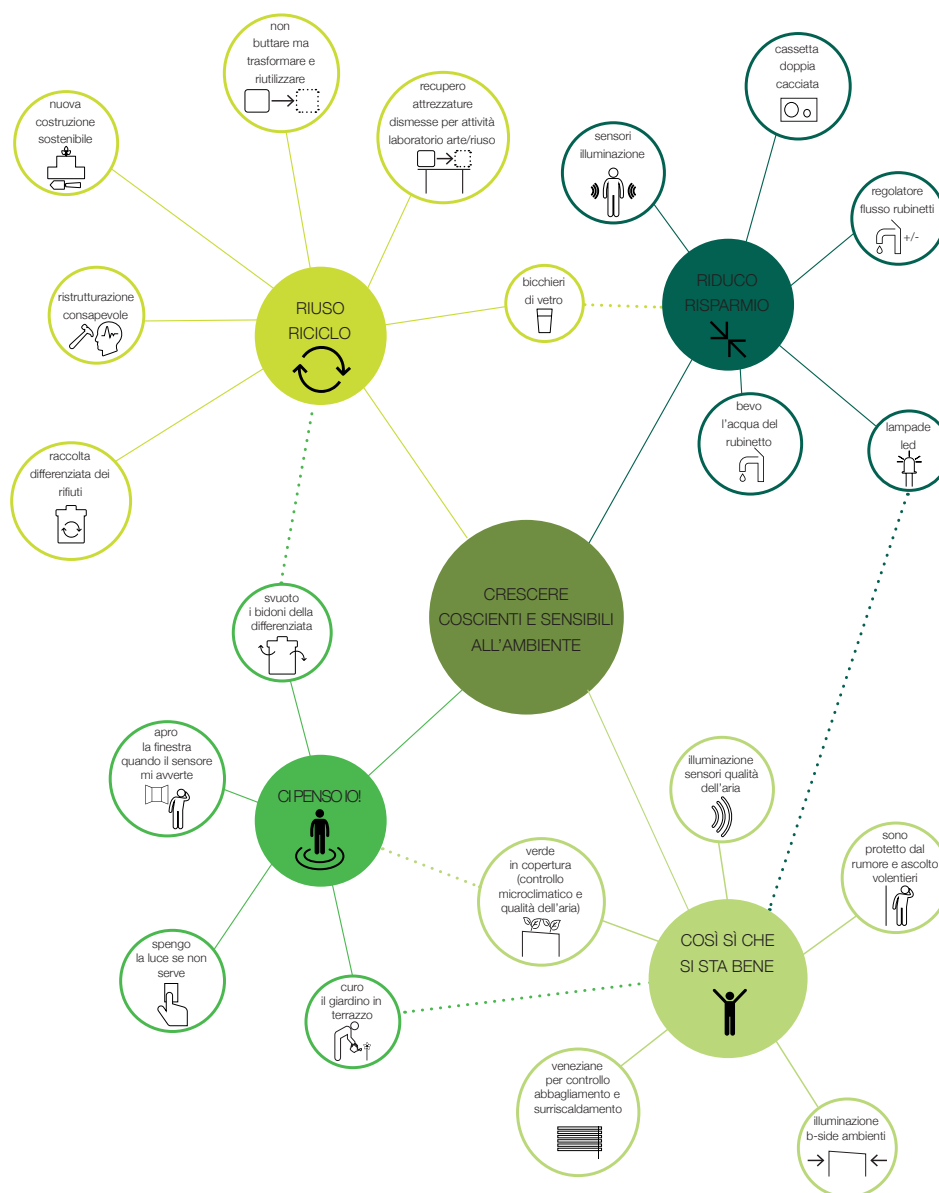 non
buttare ma
trasformare e
riutilizzare
cassetta
doppia
cacciata
recupero
attrezzature
dismesse per attività
laboratorio arte/riuso
nuova
costruzione
sostenibile
sensori
illuminazione
regolatore
flusso rubinetti
+/-
RIUSO
RICICLO
bicchieri
di vetro
RIDUCO
RISPARMIO
ristrutturazione
consapevole
bevo
l'acqua del
rubinetto
lampade
led
raccolta
differenziata dei
rifiuti
CRESCERE
COSCIENTI E SENSIBILI
ALL'AMBIENTE
svuoto
i bidoni della
differenziata
apro
la finestra
quando il sensore
mi avverte
CI PENSO IO!
illuminazione
sensori qualità
dell'aria
verde
in copertura
(controllo
microclimatico e
qualità dell'aria)
sono
protetto dal
rumore e ascolto
volentieri
COSÌ SÌ CHE
SI STA BENE
spengo
la luce se non
serve
curo
il giardino in
terrazzo
veneziane
per controllo
abbagliamento e
surriscaldamento
illuminazione
b-side ambienti